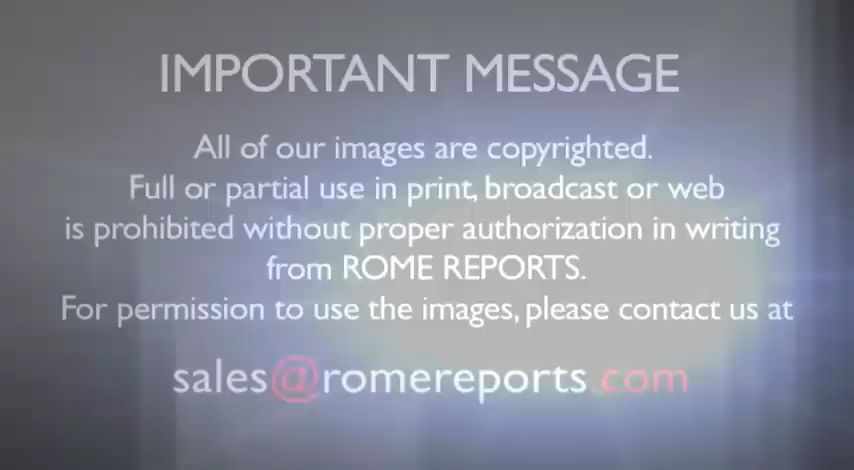 IMPORTANT MESSAGE
All of our images are copyrighted.
Full or partial use in print, broadcast or web
is prohibited without proper authorization in writing
from ROME REPORTS.
For permission to use the images, please contact us at
sales@romereports.com